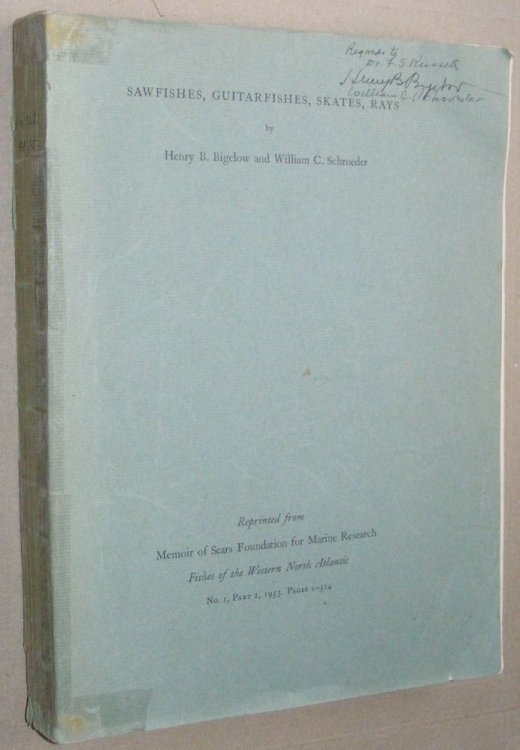 Regards to
Dr. F. S. Russell
Henry B. Bigelow
William C. Schroeder
SAWFISHES, GUITARFISHES, SKATES, RAYS
by
Henry B. Bigelow and William C. Schroeder
Reprinted from
Memoir of Sears Foundation for Marine Research
Fishes of the Western North Atlantic
No. 1, Part 2, 1953. Pages 1–514